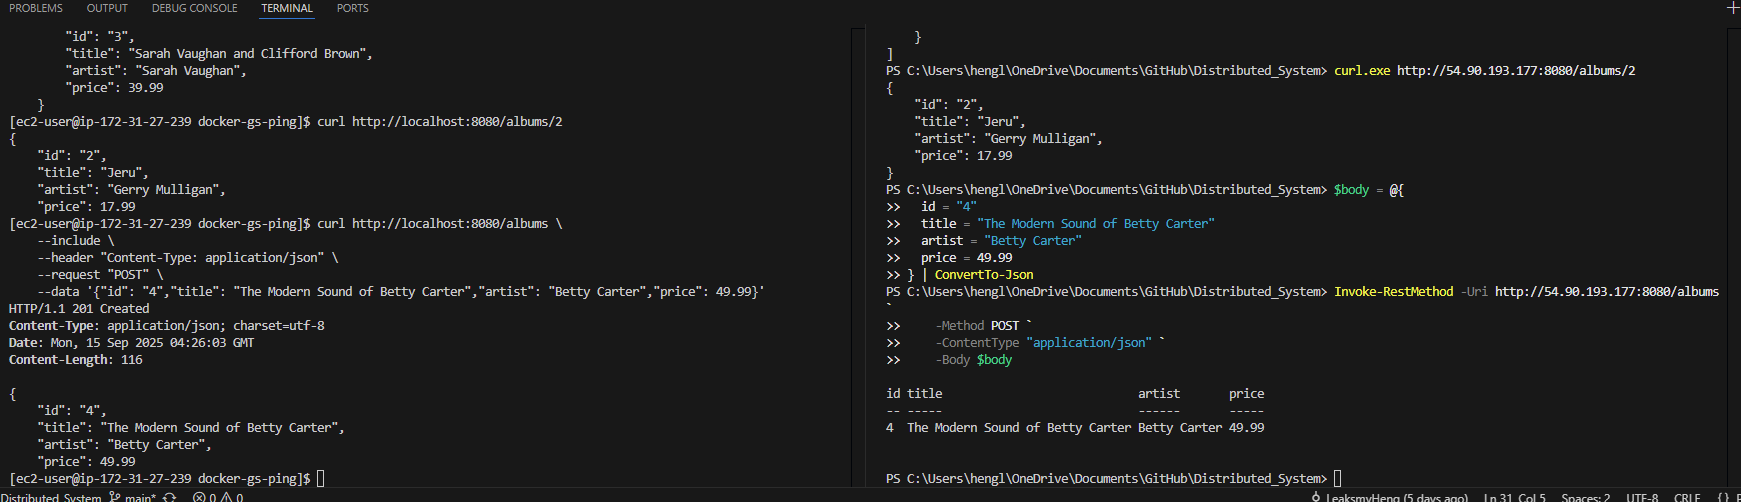 PROBLEMS OUTPUT DEBUG CONSOLE TERMINAL PORTS
"id": "3",
"title": "Sarah Vaughan and Clifford Brown",
"artist": "Sarah Vaughan",
"price": 39.99
}
[ec2-user@ip-172-31-27-239 docker-gs-ping]$ curl http://localhost:8080/albums/2
{
"id": "2",
"title": "Jeru",
"artist": "Gerry Mulligan",
"price": 17.99
[ec2-user@ip-172-31-27-239 docker-gs-ping]$ curl http://localhost:8080/albums \
--include \
--header "Content-Type: application/json" \
--request "POST" \
--data '{"id": "4","title": "The Modern Sound of Betty Carter","artist": "Betty Carter","price": 49.99}'
HTTP/1.1 201 Created
Content-Type: application/json; charset=utf-8
Date: Mon, 15 Sep 2025 04:26:03 GMT
Content-Length: 116
{
"id": "4",
"title": "The Modern Sound of Betty Carter",
"artist": "Betty Carter",
"price": 49.99
[ec2-user@ip-172-31-27-239 docker-gs-ping]$
}
]
PS C:\Users\hengl\OneDrive\Documents\GitHub\Distributed_System> curl.exe http://54.90.193.177:8080/albums/2
{
"id": "2",
"title": "Jeru",
"artist": "Gerry Mulligan",
"price": 17.99
}
PS C:\Users\hengl\OneDrive\Documents\GitHub\Distributed_System> $body = @{
>> id = "4"
>> title = "The Modern Sound of Betty Carter"
>> artist = "Betty Carter"
>> price = 49.99
>> } | ConvertTo-Json
PS C:\Users\hengl\OneDrive\Documents\GitHub\Distributed_System> Invoke-RestMethod -Uri http://54.90.193.177:8080/albums
`
>> -Method POST `
>> -ContentType "application/json" `
>> -Body $body
id title artist price
-- ----- ------ -----
4 The Modern Sound of Betty Carter Betty Carter 49.99
PS C:\Users\hengl\OneDrive\Documents\GitHub\Distributed_System>
Distributed_System main* 0 0 LeaksmyHeng (5 days ago) Ln 31, Col 5 Spaces: 2 UTF-8 CRLF { }